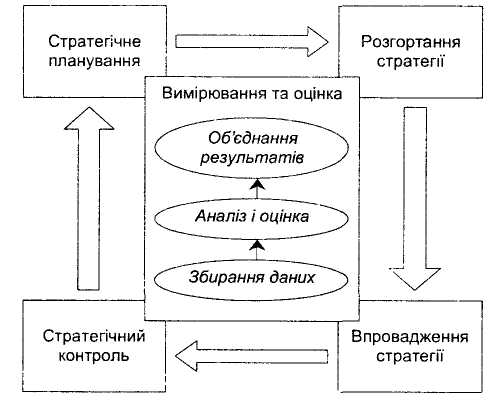 Стратегічне
планування
Розгортання
стратегії
Вимірювання та оцінка
Об'єднання
результатів
Аналіз і оцінка
Збирання даних
Стратегічний
контроль
Впровадження
стратегії